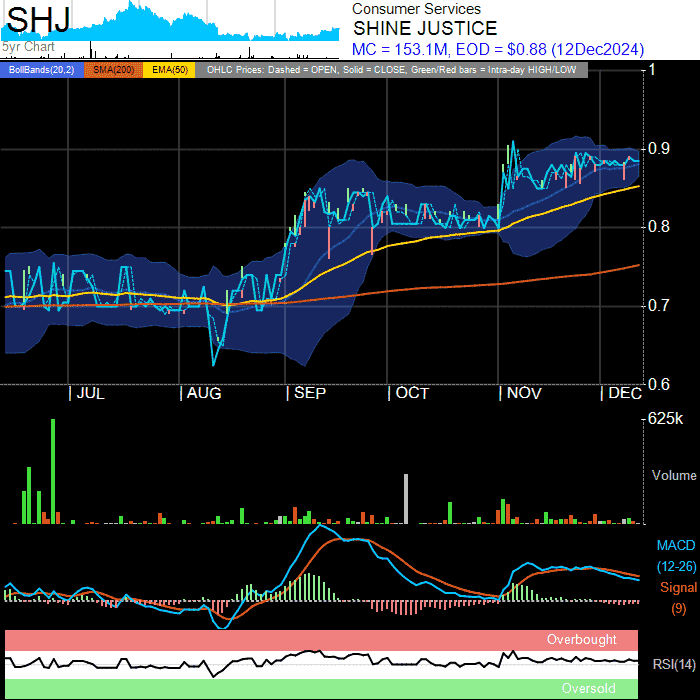 SHJ
5yr Chart
Consumer Services
SHINE JUSTICE
MC = 153.1M, EOD = $0.88 (12Dec2024)
BollBands(20,2) SMA(200) EMA(50) OHLC Prices: Dashed = OPEN, Solid = CLOSE, Green/Red bars = Intra-day HIGH/LOW
1
0.9
0.8
0.7
0.6
| JUL | AUG | SEP | OCT | NOV | DEC
625k
Volume
MACD
(12-26)
Signal
(9)
Overbought
RSI(14)
Oversold